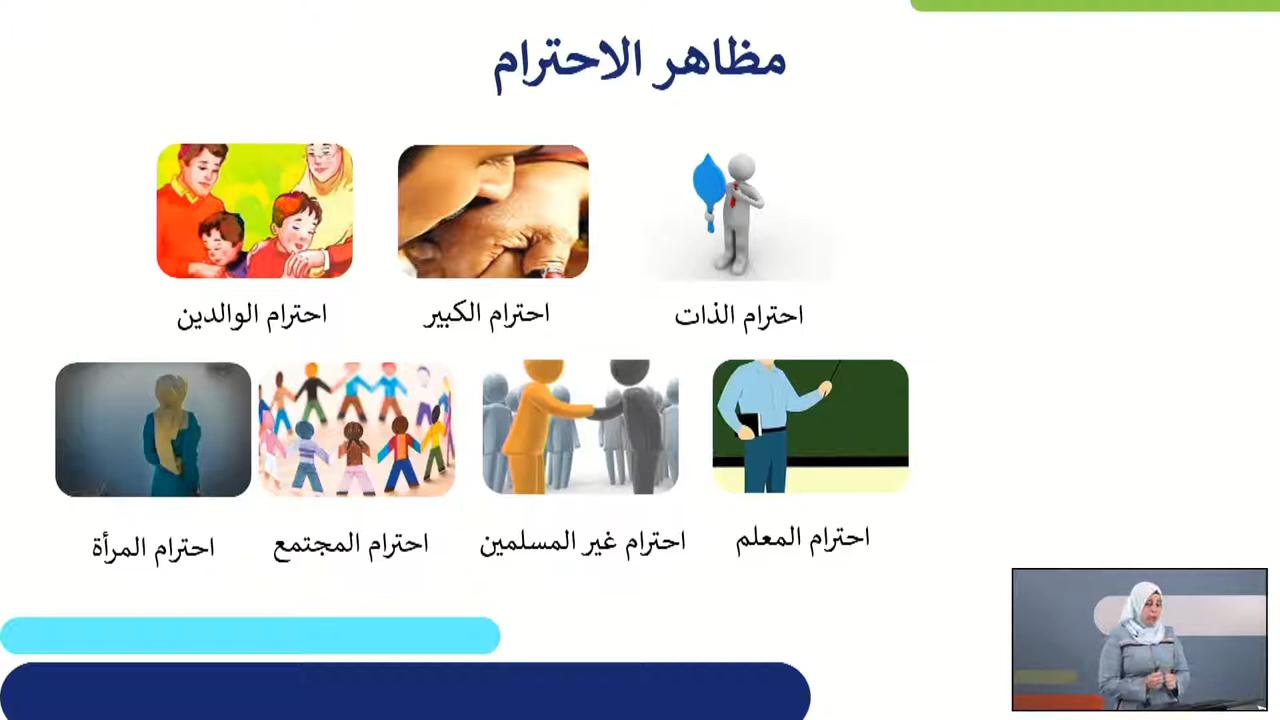 مظاهر الاحترام
احترام الذات
احترام الكبير
احترام الوالدين
احترام المعلم
احترام غير المسلمين
احترام المجتمع
احترام المرأة